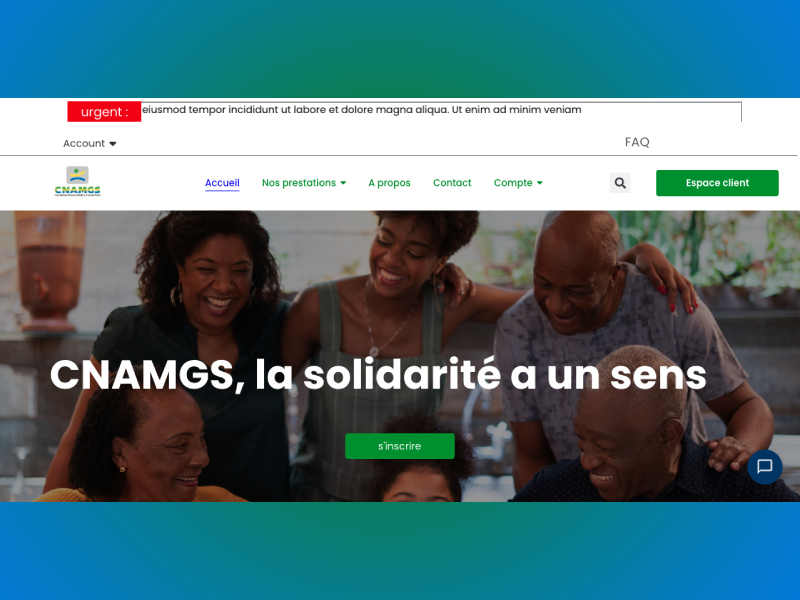 urgent :
eiusmod tempor incididunt ut labore et dolore magna aliqua. Ut enim ad minim veniam
Account
FAQ
CNAMGS
Accueil
Nos prestations
A propos
Contact
Compte
Espace client
CNAMGS, la solidarité a un sens
s'inscrire